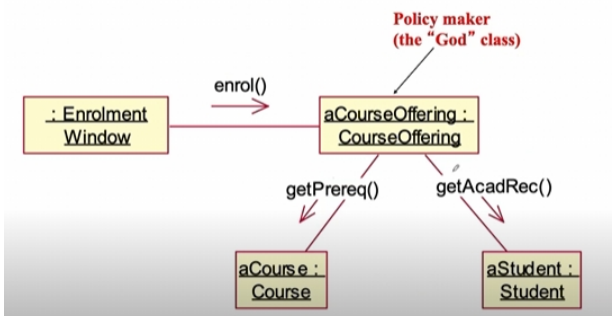 Policy maker
(the “God” class)
enrol()
: Enrolment
Window
aCourseOffering :
CourseOffering
getPrereq()
getAcadRec()
aCourse :
Course
aStudent :
Student